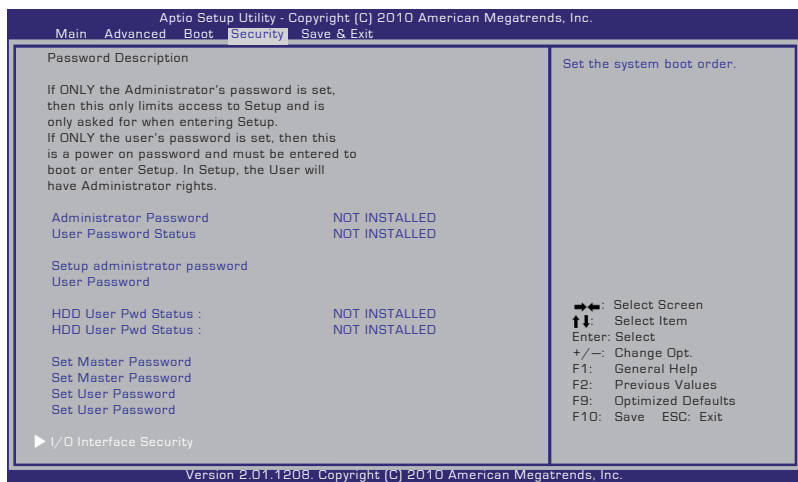 Aptio Setup Utility - Copyright (C) 2010 American Megatrends, Inc.
Main Advanced Boot Security Save & Exit
Password Description
If ONLY the Administrator's password is set,
then this only limits access to Setup and is
only asked for when entering Setup.
If ONLY the user's password is set, then this
is a power on password and must be entered to
boot or enter Setup. In Setup, the User will
have Administrator rights.
Administrator Password NOT INSTALLED
User Password Status NOT INSTALLED
Setup administrator password
User Password
HDD User Pwd Status : NOT INSTALLED
HDD User Pwd Status : NOT INSTALLED
Set Master Password
Set Master Password
Set User Password
Set User Password
I/O Interface Security
Set the system boot order.
→←: Select Screen
↑↓: Select Item
Enter: Select
+/—: Change Opt.
F1: General Help
F2: Previous Values
F9: Optimized Defaults
F10: Save ESC: Exit
Version 2.01.1208. Copyright (C) 2010 American Megatrends, Inc.